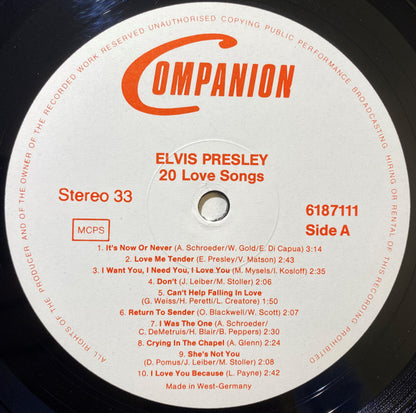 ALL RIGHTS OF THE PRODUCER AND OF THE OWNER OF THE RECORDED WORK RESERVED UNAUTHORISED COPYING PUBLIC PERFORMANCE BROADCASTING HIRING OR RENTAL OF THIS RECORDING PROHIBITED
COMPANION
ELVIS PRESLEY
20 Love Songs
Stereo 33
6187111
MCPS
Side A
1. It's Now Or Never (A. Schroeder/W. Gold/E. Di Capua) 3:14
2. Love Me Tender (E. Presley/V. Matson) 2:43
3. I Want You, I Need You, I Love You (M. Mysels/I. Kosloff) 2:35
4. Don't (J. Leiber/M. Stoller) 2:06
5. Can't Help Falling In Love
(G. Weiss/H. Peretti/L. Creatore) 1:50
6. Return To Sender (O. Blackwell/W. Scott) 2:07
7. I Was The One (A. Schroeder/
C. DeMetruis/H. Blair/B. Peppers) 2:30
8. Crying In The Chapel (A. Glenn) 2:24
9. She's Not You
(D. Pomus/J. Leiber/M. Stoller) 2:08
10. I Love You Because (L. Payne) 2:42
Made in West-Germany